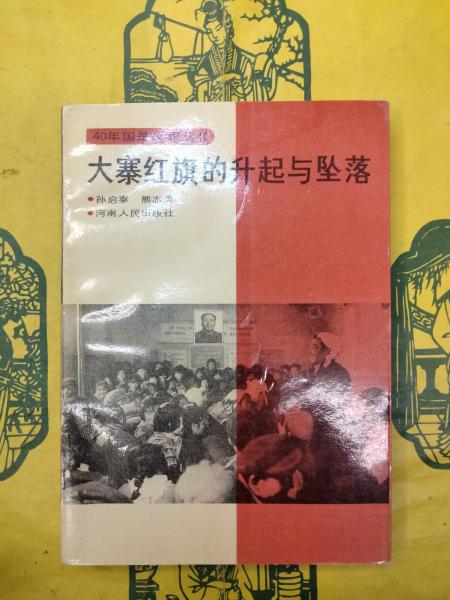 40年国是反思丛书
大寨红旗的升起与坠落
●孙启泰 熊志勇
●河南人民出版社